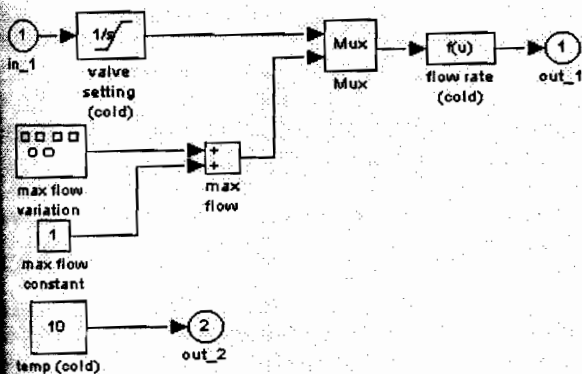 1
in_1
1/s
valve
setting
(cold)
Mux
Mux
f(u)
flow rate
(cold)
1
out_1
max flow
variation
+
+
max
flow
1
max flow
constant
10
temp (cold)
2
out_2